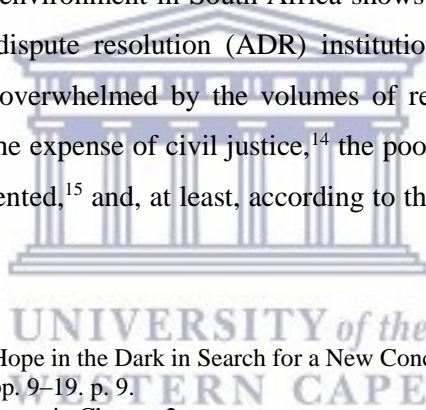 environment in South Africa shows
dispute resolution (ADR) institutio
overwhelmed by the volumes of re
ne expense of civil justice,14 the poo
ented,15 and, at least, according to th
UNIVERSITY of the
Hope in the Dark in Search for a New Conc
pp. 9–19. p. 9.
WESTERN CAPE